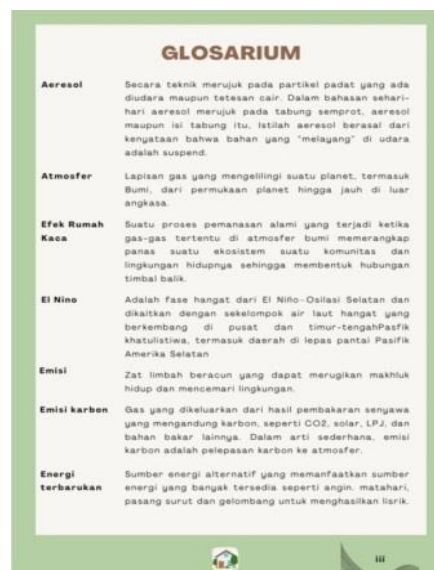 GLOSARIUM
Aeresol
Secara teknik merujuk pada partikel padat yang ada
diudara maupun tetesan cair. Dalam bahasan sehari-
hari aeresol merujuk pada tabung semprot, aeresol
maupun isi tabung itu, Istilah aeresol berasal dari
kenyataan bahwa bahan yang "melayang" di udara
adalah suspend.
Atmosfer
Lapisan gas yang mengelilingi suatu planet, termasuk
Bumi, dari permukaan planet hingga jauh di luar
angkasa.
Efek Rumah
Kaca
Suatu proses pemanasan alami yang terjadi ketika
gas-gas tertentu di atmosfer bumi memerangkap
panas suatu ekosistem suatu komunitas dan
lingkungan hidupnya sehingga membentuk hubungan
timbal balik.
El Nino
Adalah fase hangat dari El Niño-Osilasi Selatan dan
dikaitkan dengan sekelompok air laut hangat yang
berkembang di pusat dan timur-tengahPasfik
khatulistiwa, termasuk daerah di lepas pantai Pasifik
Amerika Selatan
Emisi
Zat limbah beracun yang dapat merugikan makhluk
hidup dan mencemari lingkungan.
Emisi karbon
Gas yang dikeluarkan dari hasil pembakaran senyawa
yang mengandung karbon, seperti CO2, solar, LPJ, dan
bahan bakar lainnya. Dalam arti sederhana, emisi
karbon adalah pelepasan karbon ke atmosfer.
Energi
terbarukan
Sumber energi alternatif yang memanfaatkan sumber
energi yang banyak tersedia seperti angin. matahari,
pasang surut dan gelombang untuk menghasilkan lisrik.
iii